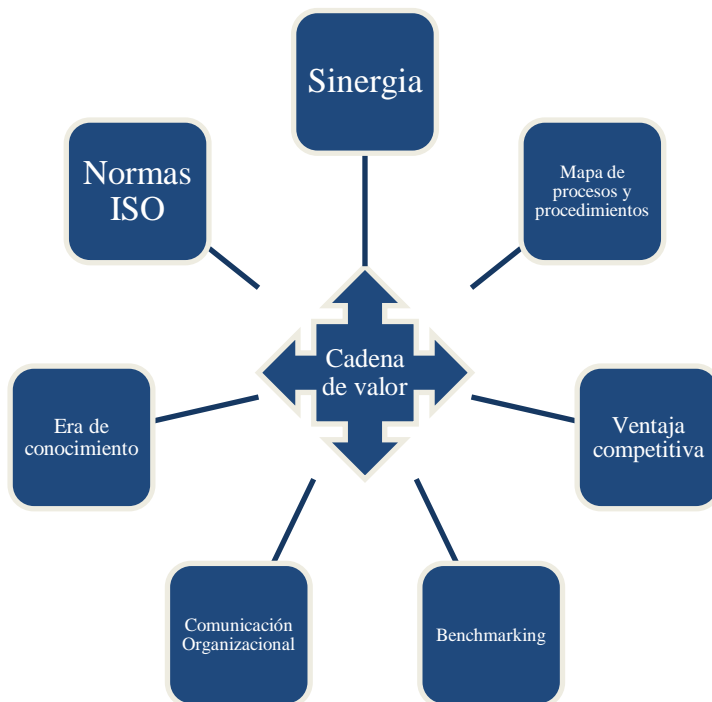 Sinergia
Mapa de
procesos y
procedimientos
Ventaja
competitiva
Benchmarking
Comunicación
Organizacional
Era de
conocimiento
Normas
ISO
Cadena
de valor